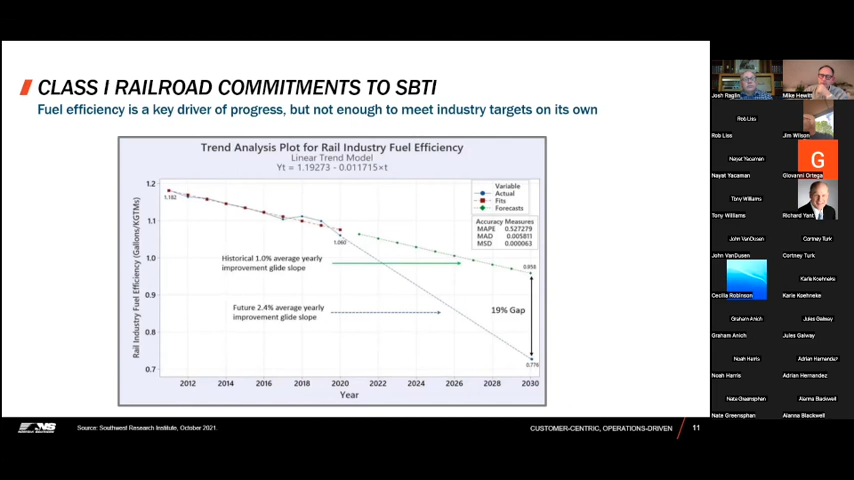 CLASS I RAILROAD COMMITMENTS TO SBTI
Fuel efficiency is a key driver of progress, but not enough to meet industry targets on its own
Trend Analysis Plot for Rail Industry Fuel Efficiency
Linear Trend Model
Yt = 1.19273 - 0.011715×t
Rail Industry Fuel Efficiency (Gallons/KGTMs)
1.2
1.1
1.0
0.9
0.8
0.7
1.182
1.060
0.958
0.776
Variable
Actual
Fits
Forecasts
Accuracy Measures
MAPE 0.527279
MAD 0.005811
MSD 0.000063
Historical 1.0% average yearly
improvement glide slope
Future 2.4% average yearly
improvement glide slope
19% Gap
2012 2014 2016 2018 2020 2022 2024 2026 2028 2030
Year
NS
Source: Southwest Research Institute, October 2021.
CUSTOMER-CENTRIC, OPERATIONS-DRIVEN
11
Josh Raglin
Mike Hewitt
Rob Liss
Rob Liss
Jim Wilson
Nayat Yacaman
Nayat Yacaman
G
Giovanni Ortega
Tony Williams
Tony Williams
Richard Yant
John VanDusen
John VanDusen
Cortney Turk
Cortney Turk
Cecilia Robinson
Karle Koehneke
Karle Koehneke
Graham Anich
Graham Anich
Jules Galway
Jules Galway
Noah Harris
Noah Harris
Adrian Hernandez
Adrian Hernandez
Nate Greensphan
Nate Greensphan
Alanna Blackwell
Alanna Blackwell